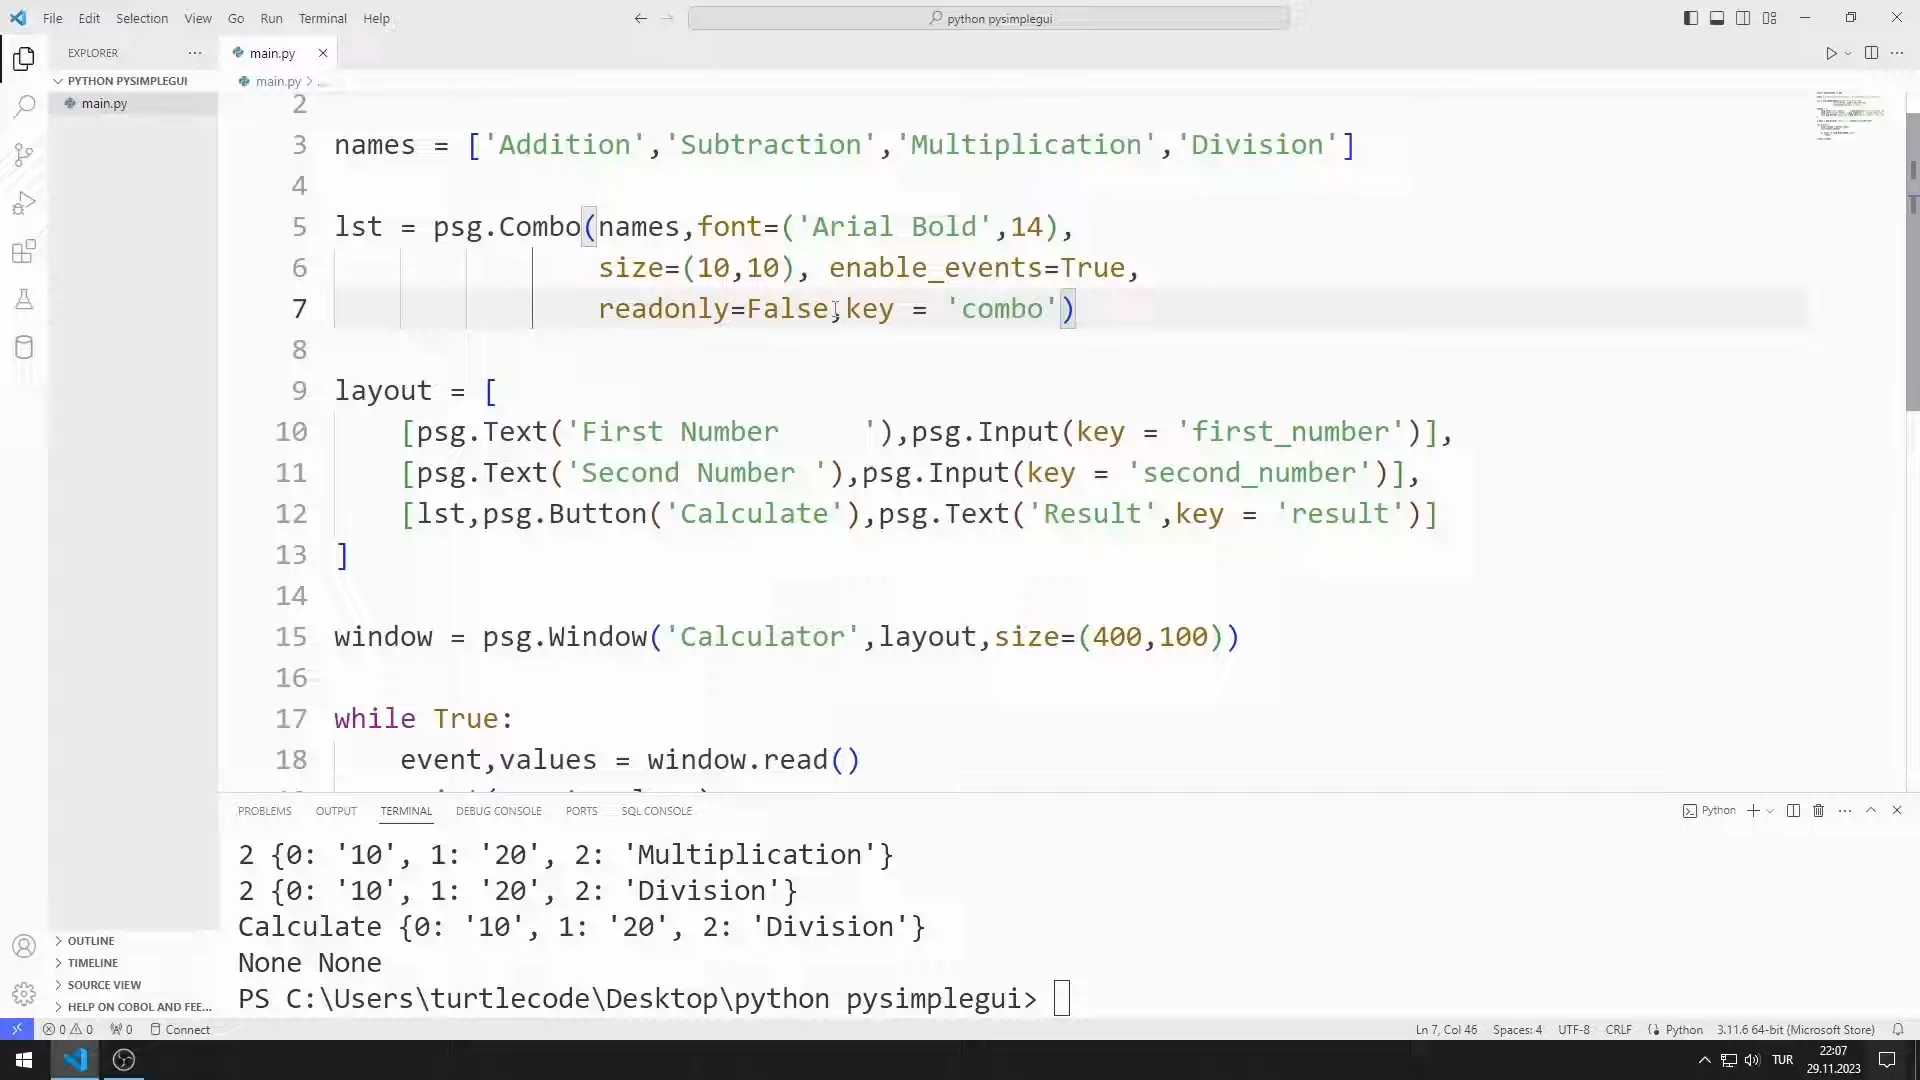 File Edit Selection View Go Run Terminal Help
python pysimplegui
EXPLORER
PYTHON PYSIMPLEGUI
main.py
OUTLINE
TIMELINE
SOURCE VIEW
HELP ON COBOL AND FEE...
main.py
main.py > ...
2
3 names = ['Addition','Subtraction','Multiplication','Division']
4
5 lst = psg.Combo(names,font=('Arial Bold',14),
6 size=(10,10), enable_events=True,
7 readonly=False,key = 'combo')
8
9 layout = [
10 [psg.Text('First Number     '),psg.Input(key = 'first_number')],
11 [psg.Text('Second Number '),psg.Input(key = 'second_number')],
12 [lst,psg.Button('Calculate'),psg.Text('Result',key = 'result')]
13 ]
14
15 window = psg.Window('Calculator',layout,size=(400,100))
16
17 while True:
18 event,values = window.read()
PROBLEMS OUTPUT TERMINAL DEBUG CONSOLE PORTS SQL CONSOLE
Python
2 {0: '10', 1: '20', 2: 'Multiplication'}
2 {0: '10', 1: '20', 2: 'Division'}
Calculate {0: '10', 1: '20', 2: 'Division'}
None None
PS C:\Users\turtlecode\Desktop\python pysimplegui>
0 0 0 Connect
Ln 7, Col 46 Spaces: 4 UTF-8 CRLF Python 3.11.6 64-bit (Microsoft Store)
TUR
22:07
29.11.2023